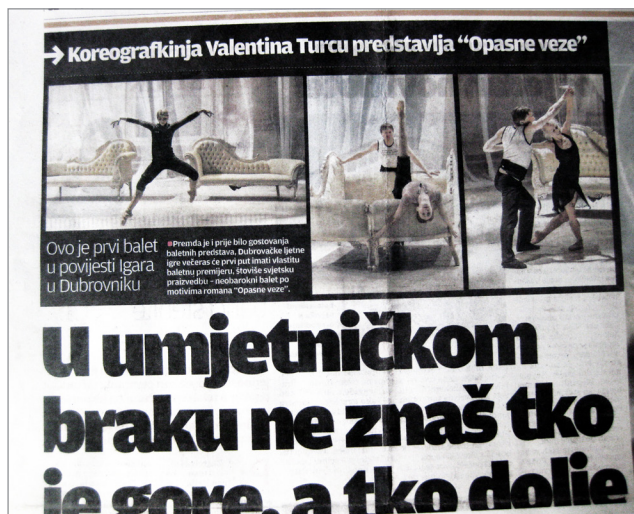 → Koreografkinja Valentina Turcu predstavlja “Opasne veze”
Ovo je prvi balet
u povijesti Igara
u Dubrovniku
Premda je i prije bilo gostovanja
baletnih predstava, Dubrovačke ljetne
igre večeras će prvi put imati vlastitu
baletnu premijeru, štoviše svjetsku
praizvedbu – neobarokni balet po
motivima romana “Opasne veze”.
U umjetničkom
braku ne znaš tko
je gore, a tko dolje